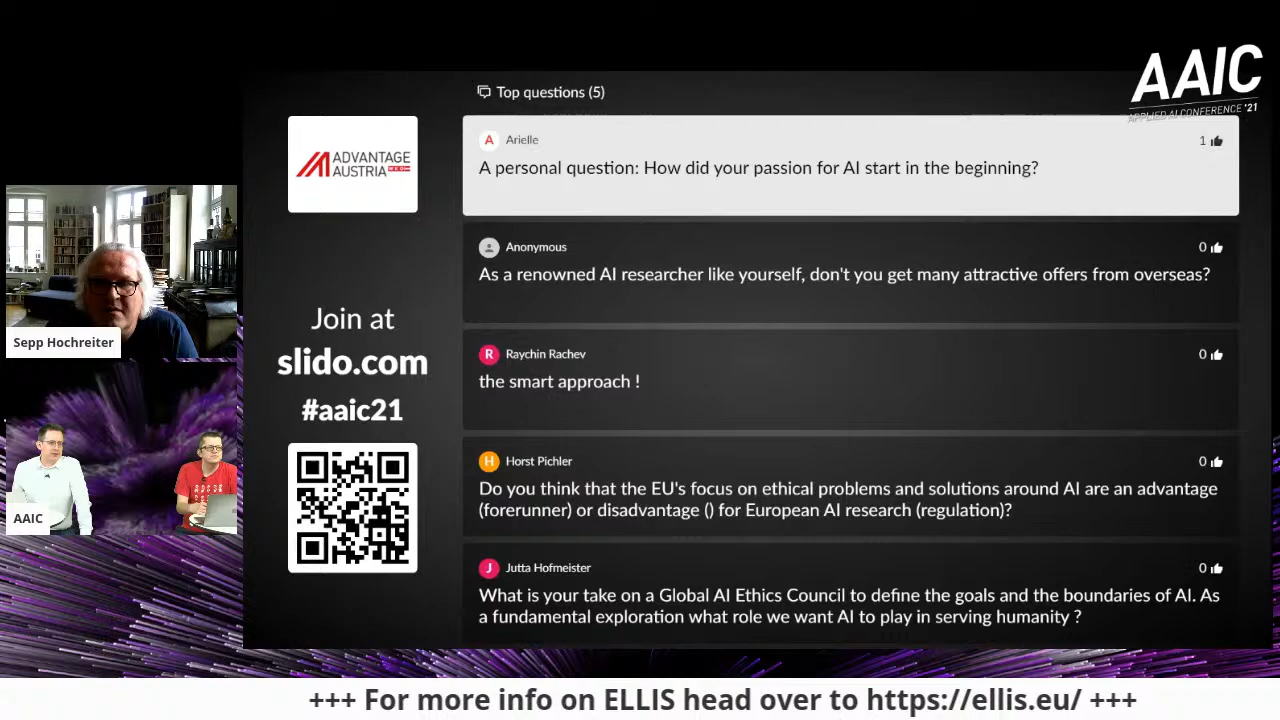 AAIC
APPLIED AI CONFERENCE '21
Top questions (5)
ADVANTAGE
AUSTRIA
Join at
slido.com
#aaic21
A Arielle 1
A personal question: How did your passion for AI start in the beginning?
Anonymous 0
As a renowned AI researcher like yourself, don't you get many attractive offers from overseas?
R Raychin Rachev 0
the smart approach !
H Horst Pichler 0
Do you think that the EU's focus on ethical problems and solutions around AI are an advantage
(forerunner) or disadvantage () for European AI research (regulation)?
J Jutta Hofmeister 0
What is your take on a Global AI Ethics Council to define the goals and the boundaries of AI. As
a fundamental exploration what role we want AI to play in serving humanity ?
Sepp Hochreiter
AAIC
+++ For more info on ELLIS head over to https://ellis.eu/ +++